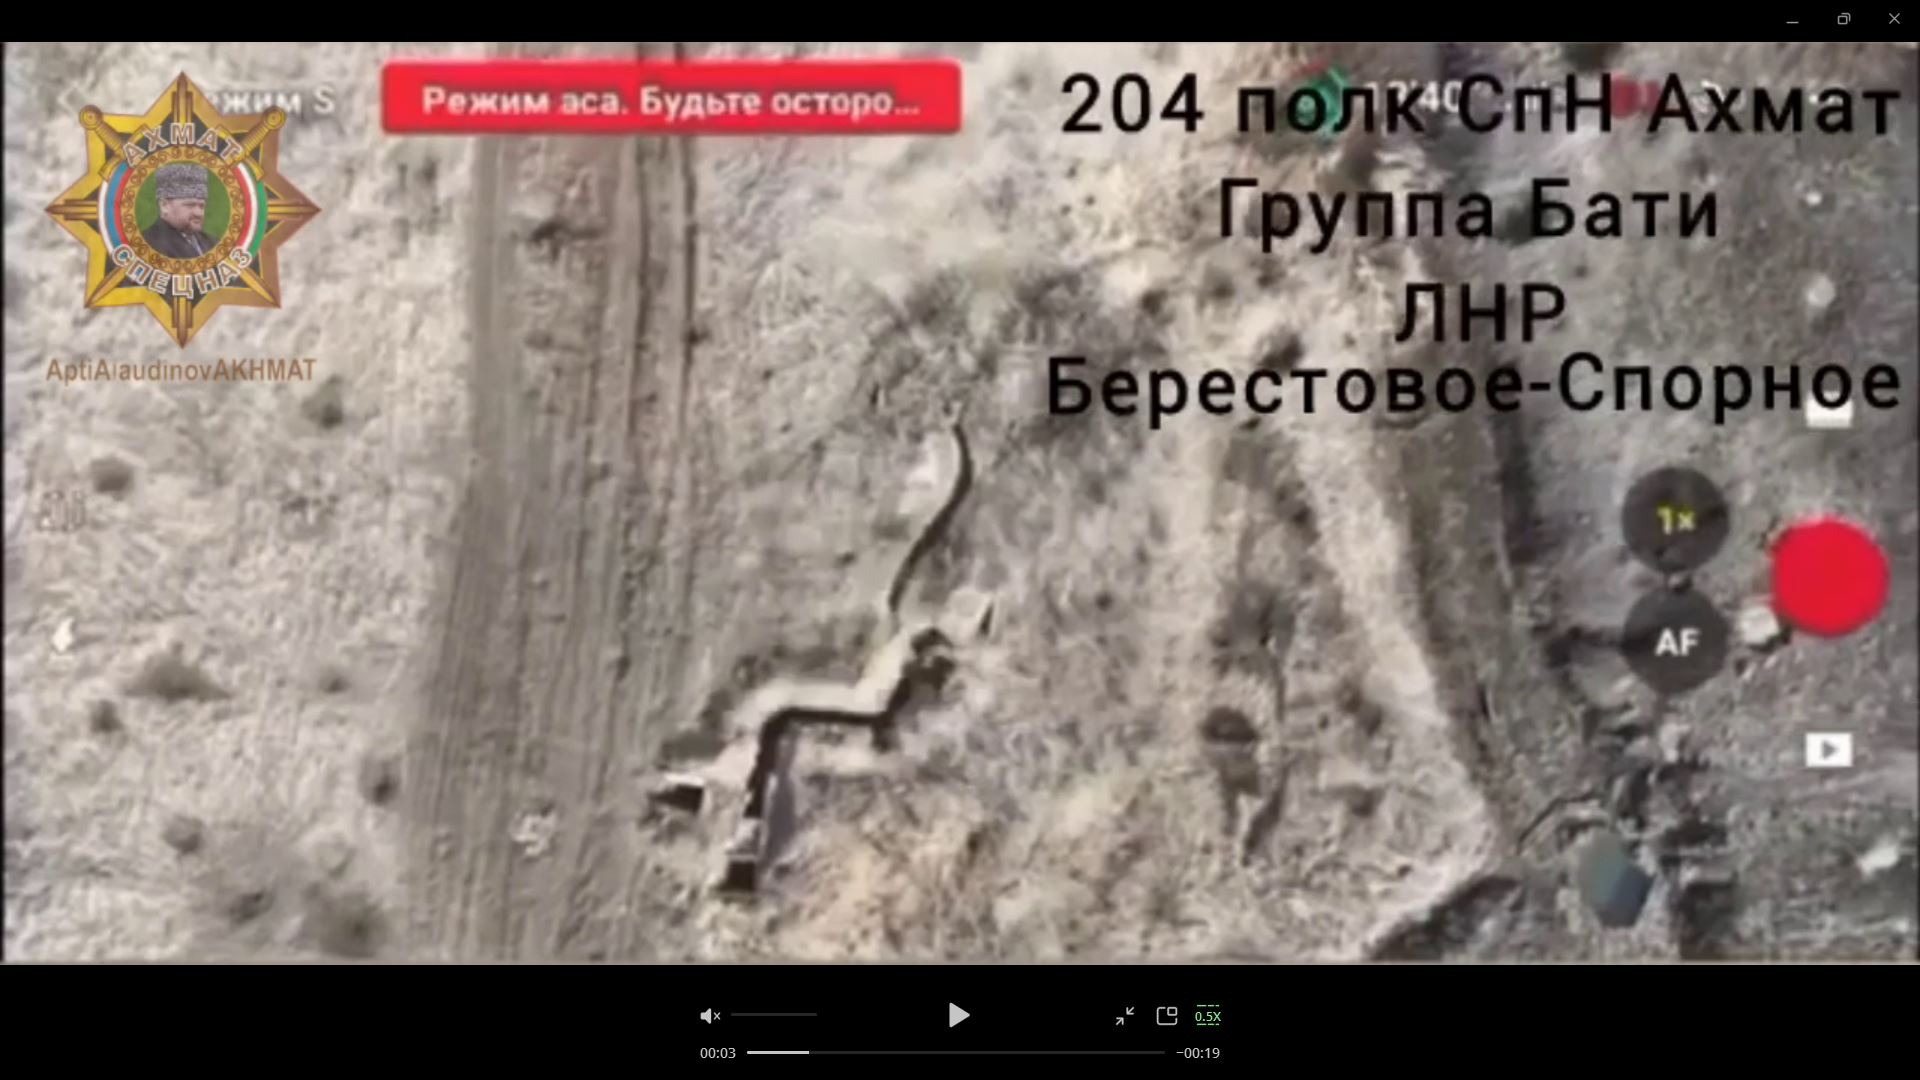 Режим аса. Будьте осторо...
204 полк СпН Ахмат
Группа Бати
ЛНР
Берестовое-Спорное
АХМАТ
СПЕЦНАЗ
AptiAlaudinovAKHMAT
1x
AF
00:03
−00:19
0.5X